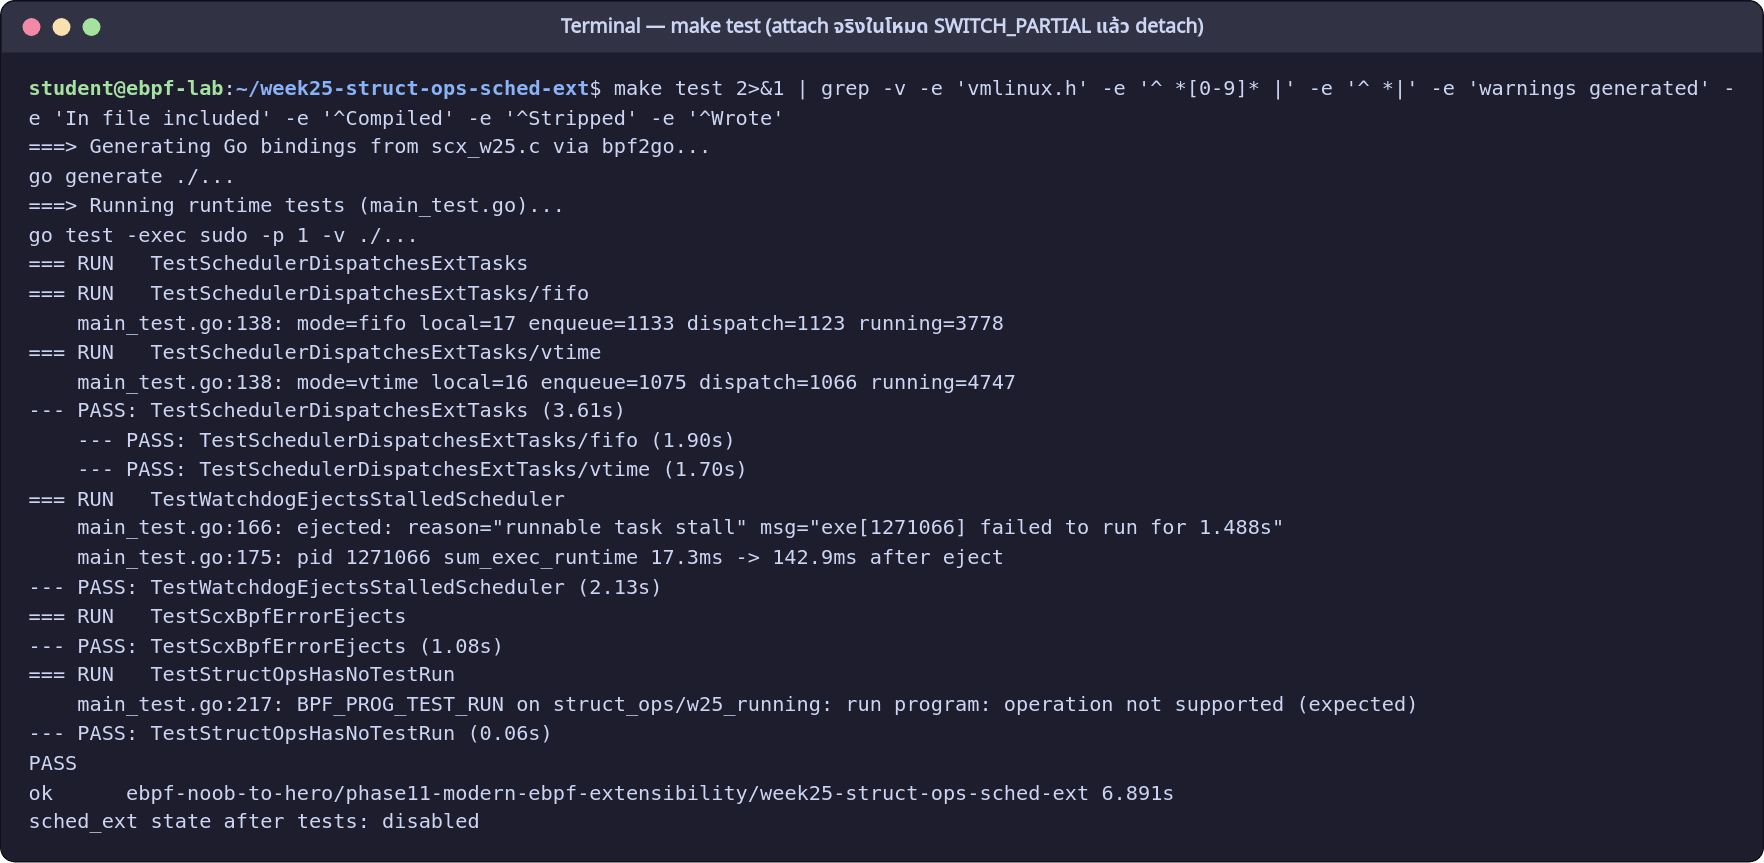 Terminal — make test (attach จริงในโหมด SWITCH_PARTIAL แล้ว detach)
student@ebpf-lab:~/week25-struct-ops-sched-ext$ make test 2>&1 | grep -v -e 'vmlinux.h' -e '^ *[0-9]* |' -e '^ *|' -e 'warnings generated' -
e 'In file included' -e '^Compiled' -e '^Stripped' -e '^Wrote'
===> Generating Go bindings from scx_w25.c via bpf2go...
go generate ./...
===> Running runtime tests (main_test.go)...
go test -exec sudo -p 1 -v ./...
=== RUN   TestSchedulerDispatchesExtTasks
=== RUN   TestSchedulerDispatchesExtTasks/fifo
    main_test.go:138: mode=fifo local=17 enqueue=1133 dispatch=1123 running=3778
=== RUN   TestSchedulerDispatchesExtTasks/vtime
    main_test.go:138: mode=vtime local=16 enqueue=1075 dispatch=1066 running=4747
--- PASS: TestSchedulerDispatchesExtTasks (3.61s)
    --- PASS: TestSchedulerDispatchesExtTasks/fifo (1.90s)
    --- PASS: TestSchedulerDispatchesExtTasks/vtime (1.70s)
=== RUN   TestWatchdogEjectsStalledScheduler
    main_test.go:166: ejected: reason="runnable task stall" msg="exe[1271066] failed to run for 1.488s"
    main_test.go:175: pid 1271066 sum_exec_runtime 17.3ms -> 142.9ms after eject
--- PASS: TestWatchdogEjectsStalledScheduler (2.13s)
=== RUN   TestScxBpfErrorEjects
--- PASS: TestScxBpfErrorEjects (1.08s)
=== RUN   TestStructOpsHasNoTestRun
    main_test.go:217: BPF_PROG_TEST_RUN on struct_ops/w25_running: run program: operation not supported (expected)
--- PASS: TestStructOpsHasNoTestRun (0.06s)
PASS
ok      ebpf-noob-to-hero/phase11-modern-ebpf-extensibility/week25-struct-ops-sched-ext 6.891s
sched_ext state after tests: disabled